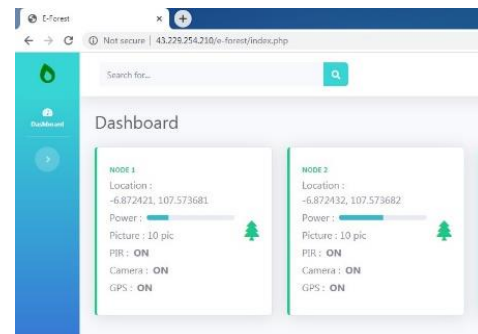 E-Forest
Not secure | 43.229.254.210/e-forest/index.php
Search for...
Dashboard
Dashboard
NODE 1
Location :
-6.872421, 107.573681
Power :
Picture : 10 pic
PIR : ON
Camera : ON
GPS : ON
NODE 2
Location :
-6.872432, 107.573682
Power :
Picture : 10 pic
PIR : ON
Camera : ON
GPS : ON